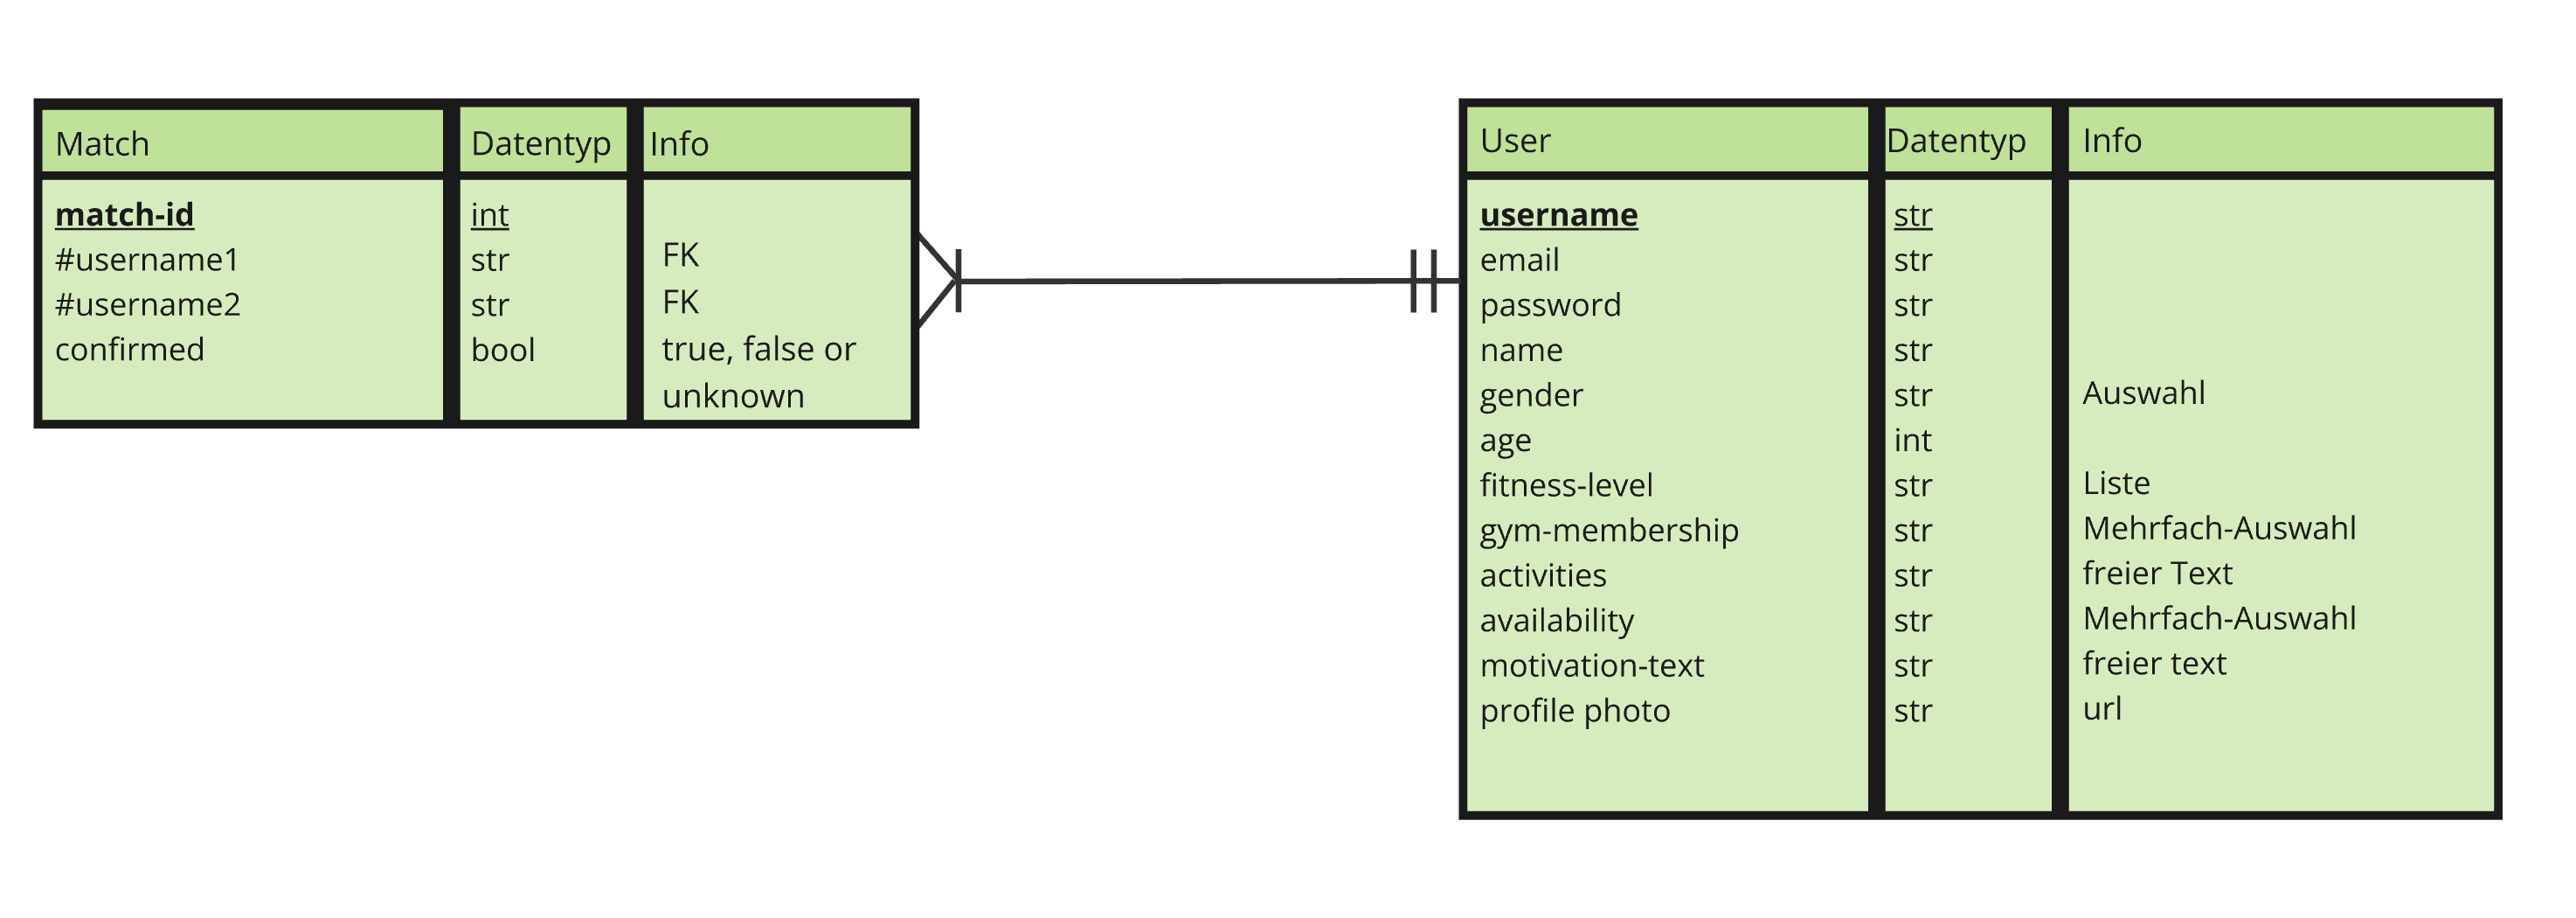 Match Datentyp Info
match-id int
#username1 str FK
#username2 str FK
confirmed bool true, false or
unknown
User Datentyp Info
username str
email str
password str
name str
gender str Auswahl
age int
fitness-level str Liste
gym-membership str Mehrfach-Auswahl
activities str freier Text
availability str Mehrfach-Auswahl
motivation-text str freier text
profile photo str url